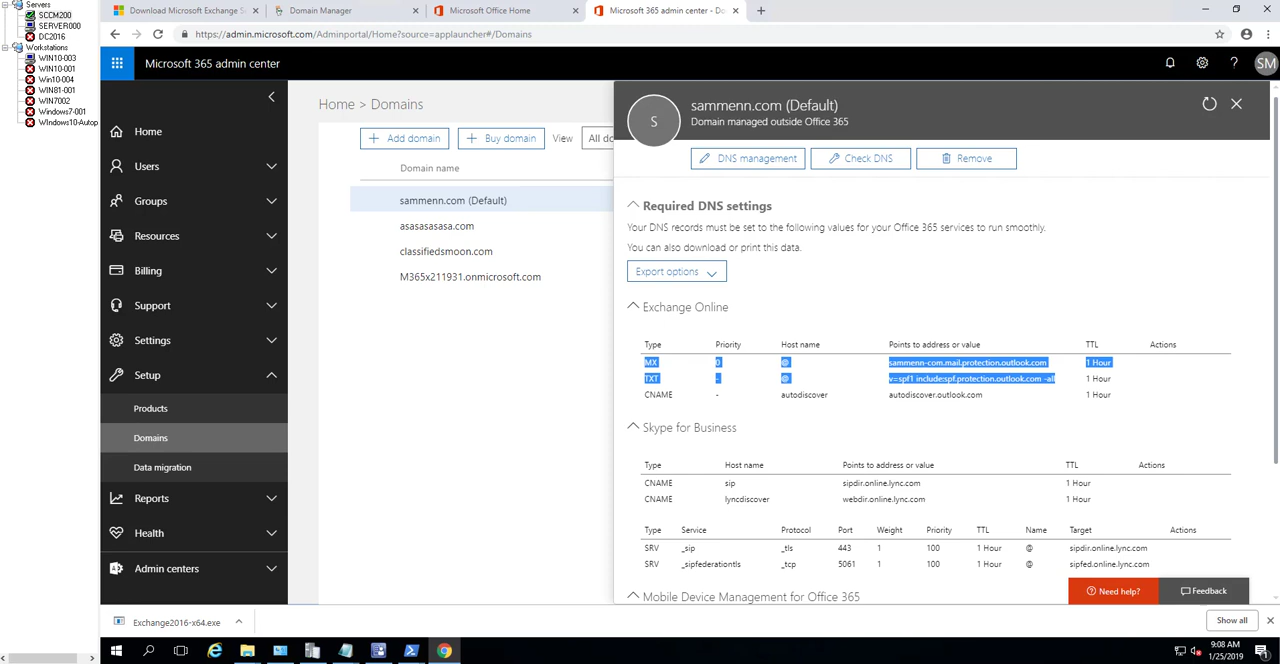 Servers
SCCM200
SERVER000
DC2016
Workstations
WIN10-003
WIN10-001
Win10-004
WIN81-001
WIN7002
Windows7-001
WIndows10-Autop
Download Microsoft Exchange S
Domain Manager
Microsoft Office Home
Microsoft 365 admin center - Do
https://admin.microsoft.com/Adminportal/Home?source=applauncher#/Domains
Microsoft 365 admin center
SM
Home
Users
Groups
Resources
Billing
Support
Settings
Setup
Products
Domains
Data migration
Reports
Health
Admin centers
Home > Domains
Add domain
Buy domain
View
All do
Domain name
sammenn.com (Default)
asasasasasa.com
classifiedsmoon.com
M365x211931.onmicrosoft.com
S
sammenn.com (Default)
Domain managed outside Office 365
DNS management
Check DNS
Remove
Required DNS settings
Your DNS records must be set to the following values for your Office 365 services to run smoothly.
You can also download or print this data.
Export options
Exchange Online
Type Priority Host name Points to address or value TTL Actions
MX 0 @ sammenn-com.mail.protection.outlook.com 1 Hour
TXT - @ v=spf1 include:spf.protection.outlook.com -all 1 Hour
CNAME - autodiscover autodiscover.outlook.com 1 Hour
Skype for Business
Type Host name Points to address or value TTL Actions
CNAME sip sipdir.online.lync.com 1 Hour
CNAME lyncdiscover webdir.online.lync.com 1 Hour
Type Service Protocol Port Weight Priority TTL Name Target Actions
SRV _sip _tls 443 1 100 1 Hour @ sipdir.online.lync.com
SRV _sipfederationtls _tcp 5061 1 100 1 Hour @ sipfed.online.lync.com
Mobile Device Management for Office 365
Need help?
Feedback
Exchange2016-x64.exe
Show all
9:08 AM
1/25/2019
1